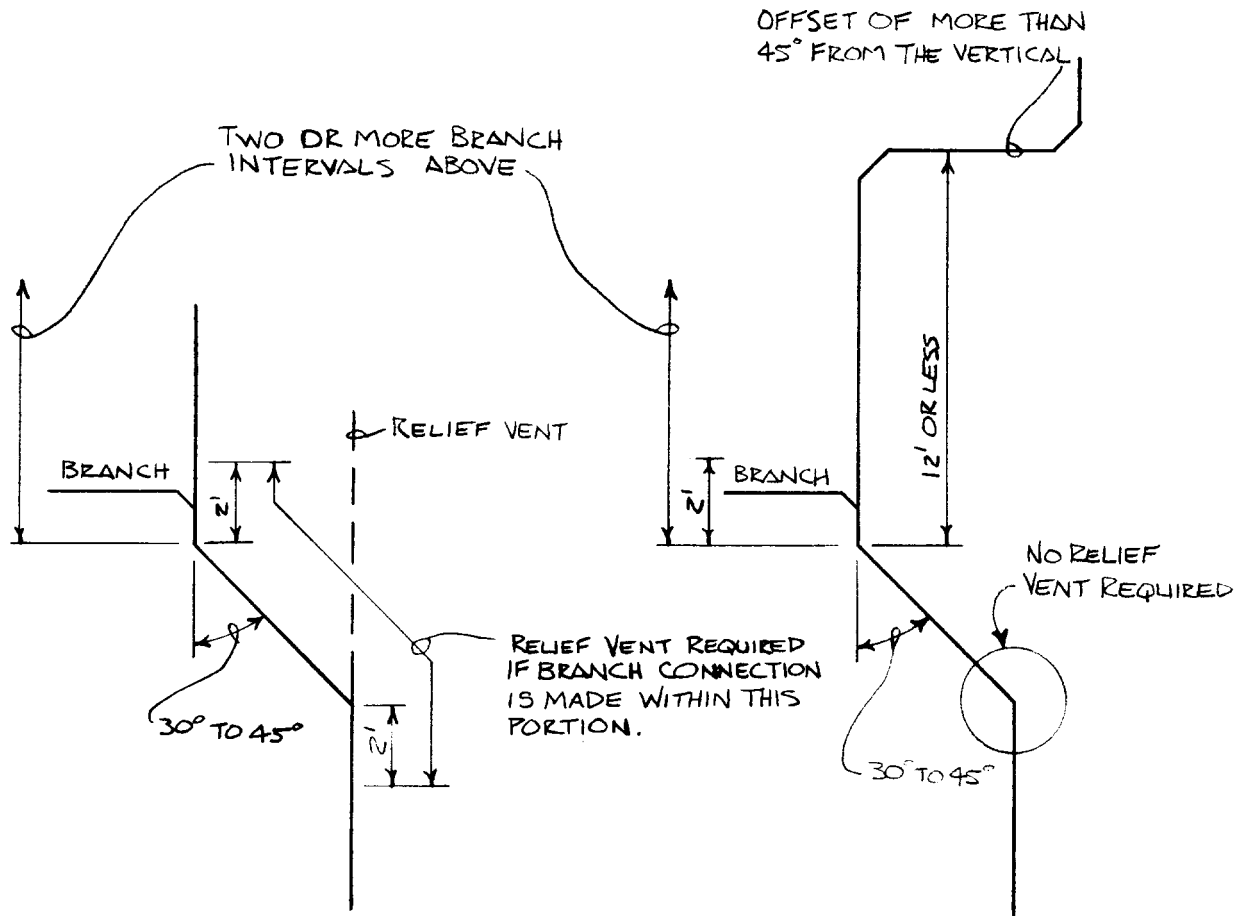 OFFSET OF MORE THAN
45° FROM THE VERTICAL
TWO OR MORE BRANCH
INTERVALS ABOVE
RELIEF VENT
BRANCH
2'
RELIEF VENT REQUIRED
IF BRANCH CONNECTION
IS MADE WITHIN THIS
PORTION.
30° TO 45°
2'
12' OR LESS
BRANCH
2'
NO RELIEF
VENT REQUIRED
30° TO 45°